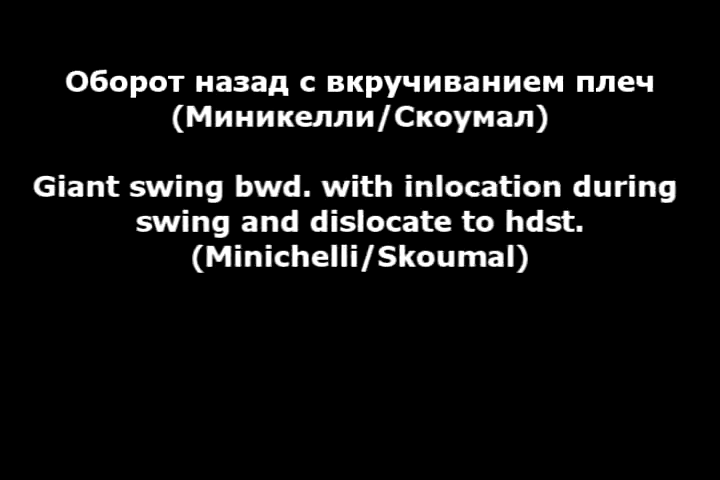 Оборот назад с вкручиванием плеч
(Миникелли/Скоумал)
Giant swing bwd. with inlocation during
swing and dislocate to hdst.
(Minichelli/Skoumal)